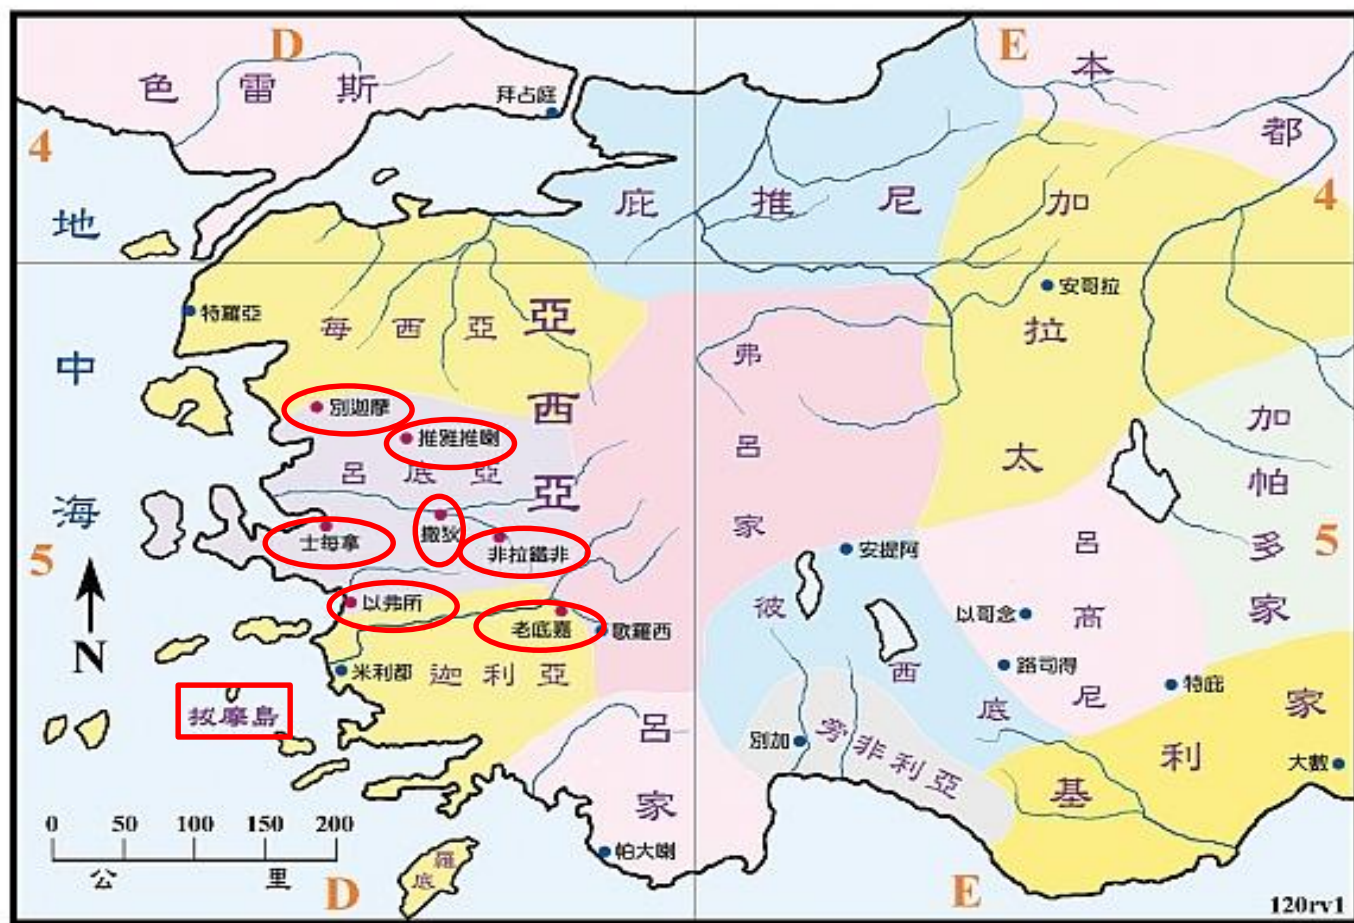 D
E
色雷斯
本
拜占庭
都
4
4
地
庇推尼
加
安哥拉
特羅亞
每西亞
亞西亞
拉
中
弗呂家
別迦摩
推雅推喇
加帕多家
太
呂底亞
海
撒狄
士每拿
非拉鐵非
5
5
安提阿
呂高尼
N
以弗所
彼西底
以哥念
老底嘉
歌羅西
米利都
迦利亞
路司得
特庇
拔摩島
呂家
別加
旁非利亞
基利家
大數
0 50 100 150 200
公里
帕大喇
羅底
D
E
120rv1